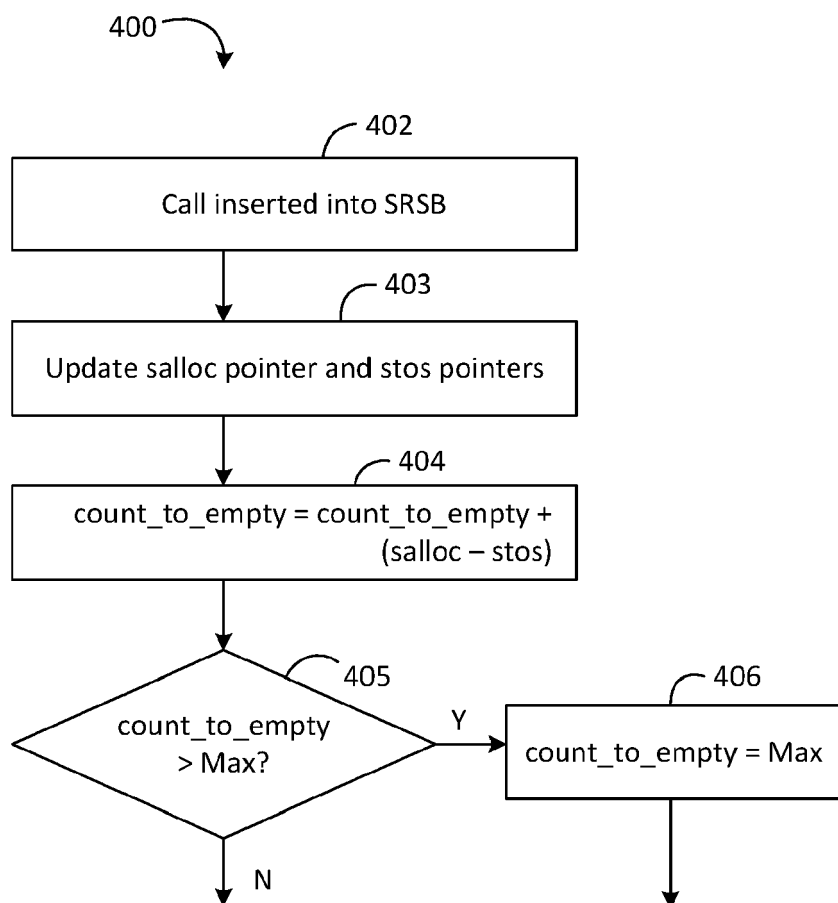 400
402
Call inserted into SRSB
403
Update salloc pointer and stos pointers
404
count_to_empty = count_to_empty +
(salloc – stos)
405
count_to_empty
> Max?
Y
406
count_to_empty = Max
N